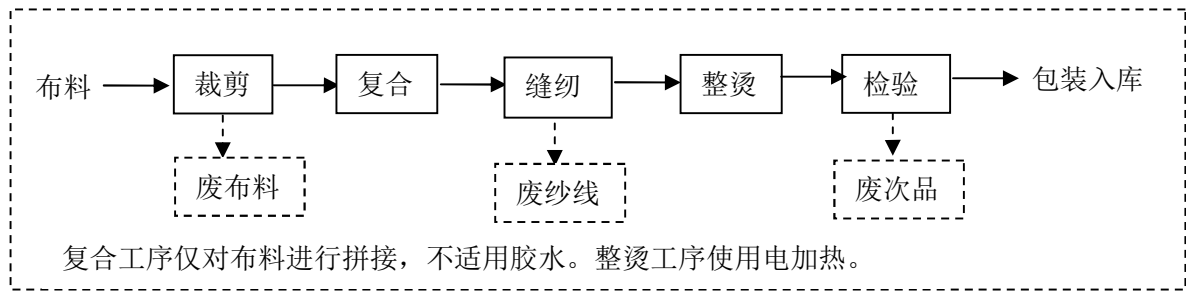 布料 裁剪 复合 缝纫 整烫 检验 包装入库
废布料 废纱线 废次品
复合工序仅对布料进行拼接，不适用胶水。整烫工序使用电加热。